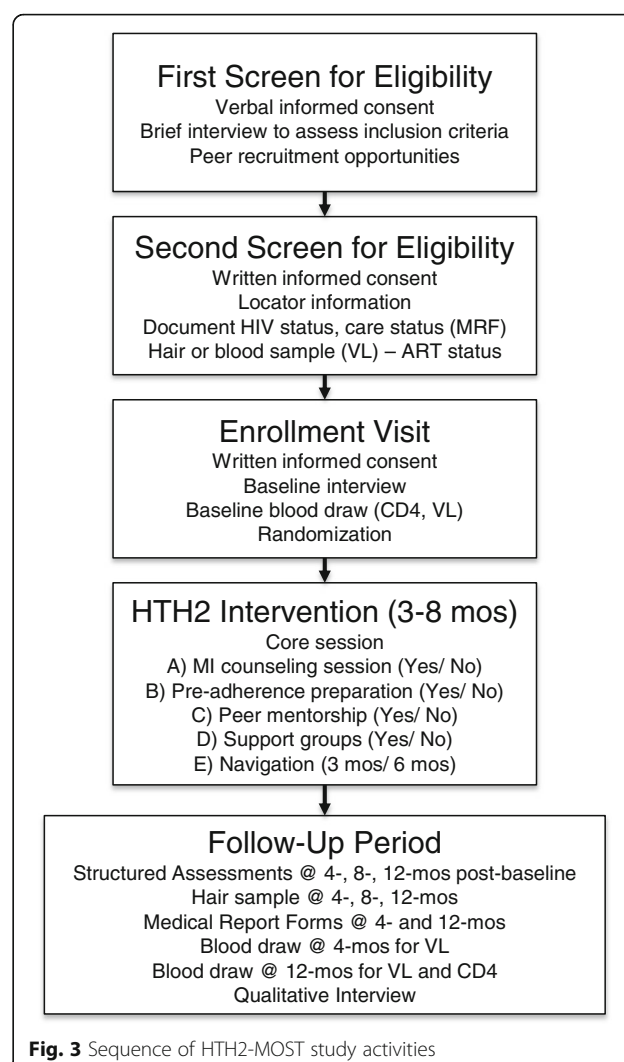 First Screen for Eligibility
Verbal informed consent
Brief interview to assess inclusion criteria
Peer recruitment opportunities
Second Screen for Eligibility
Written informed consent
Locator information
Document HIV status, care status (MRF)
Hair or blood sample (VL) – ART status
Enrollment Visit
Written informed consent
Baseline interview
Baseline blood draw (CD4, VL)
Randomization
HTH2 Intervention (3-8 mos)
Core session
A) MI counseling session (Yes/ No)
B) Pre-adherence preparation (Yes/ No)
C) Peer mentorship (Yes/ No)
D) Support groups (Yes/ No)
E) Navigation (3 mos/ 6 mos)
Follow-Up Period
Structured Assessments @ 4-, 8-, 12-mos post-baseline
Hair sample @ 4-, 8-, 12-mos
Medical Report Forms @ 4- and 12-mos
Blood draw @ 4-mos for VL
Blood draw @ 12-mos for VL and CD4
Qualitative Interview
Fig. 3 Sequence of HTH2-MOST study activities